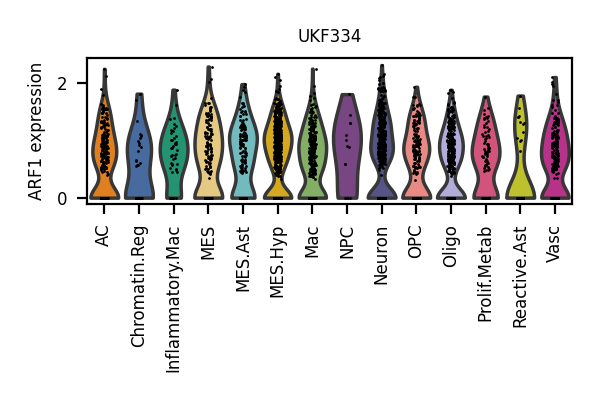 UKF334
ARF1 expression
2
0
AC
Chromatin.Reg
Inflammatory.Mac
MES
MES.Ast
MES.Hyp
Mac
NPC
Neuron
OPC
Oligo
Prolif.Metab
Reactive.Ast
Vasc